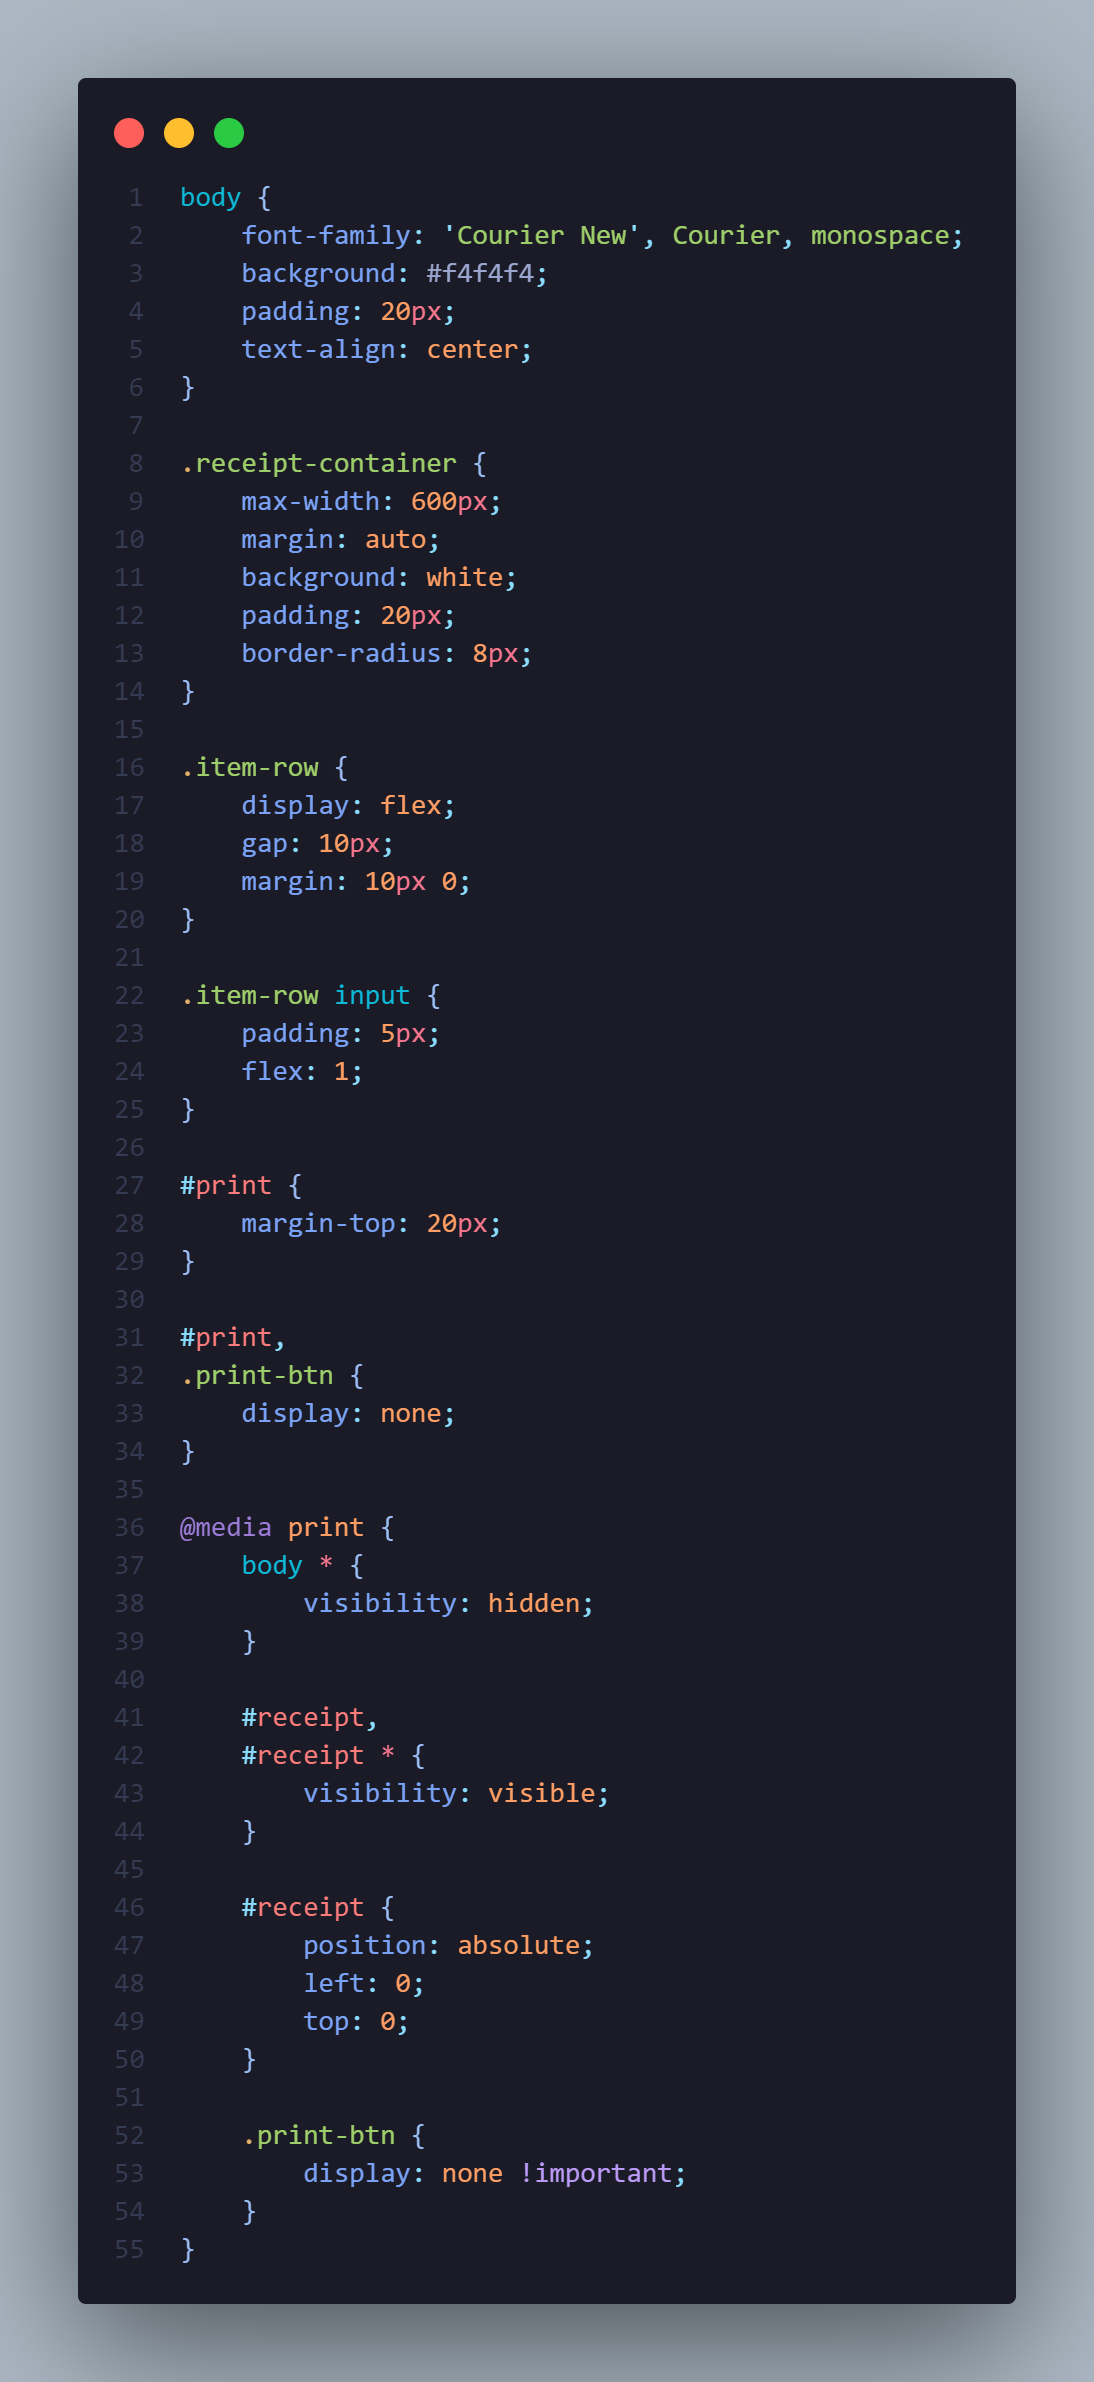 1 body {
2     font-family: 'Courier New', Courier, monospace;
3     background: #f4f4f4;
4     padding: 20px;
5     text-align: center;
6 }
7
8 .receipt-container {
9     max-width: 600px;
10     margin: auto;
11     background: white;
12     padding: 20px;
13     border-radius: 8px;
14 }
15
16 .item-row {
17     display: flex;
18     gap: 10px;
19     margin: 10px 0;
20 }
21
22 .item-row input {
23     padding: 5px;
24     flex: 1;
25 }
26
27 #print {
28     margin-top: 20px;
29 }
30
31 #print,
32 .print-btn {
33     display: none;
34 }
35
36 @media print {
37     body * {
38         visibility: hidden;
39     }
40
41     #receipt,
42     #receipt * {
43         visibility: visible;
44     }
45
46     #receipt {
47         position: absolute;
48         left: 0;
49         top: 0;
50     }
51
52     .print-btn {
53         display: none !important;
54     }
55 }